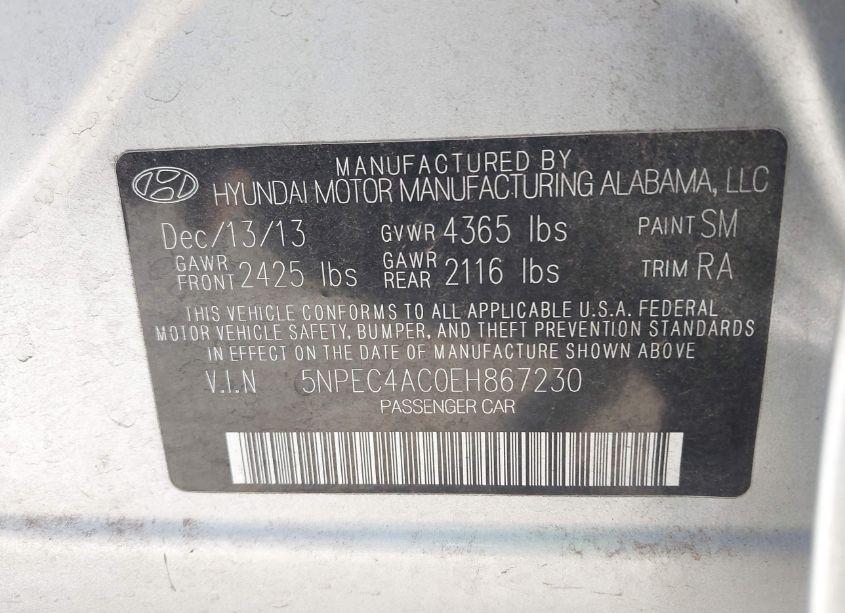 MANUFACTURED BY
HYUNDAI MOTOR MANUFACTURING ALABAMA, LLC
Dec/13/13 GVWR 4365 lbs PAINT SM
GAWR FRONT 2425 lbs GAWR REAR 2116 lbs TRIM RA
THIS VEHICLE CONFORMS TO ALL APPLICABLE U.S.A. FEDERAL
MOTOR VEHICLE SAFETY, BUMPER, AND THEFT PREVENTION STANDARDS
IN EFFECT ON THE DATE OF MANUFACTURE SHOWN ABOVE
V.I.N 5NPEC4AC0EH867230
PASSENGER CAR